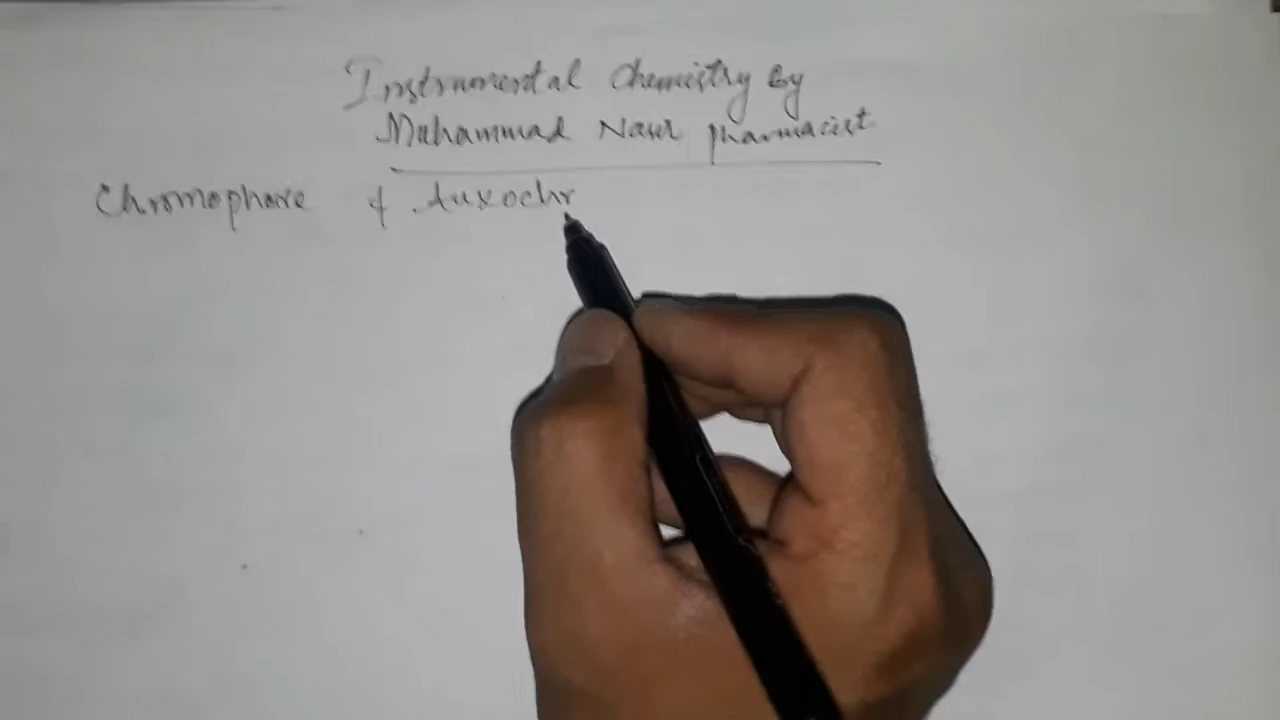 Instrumental Chemistry By
Muhammad Nasir pharmacist
Chromophore & Auxochr